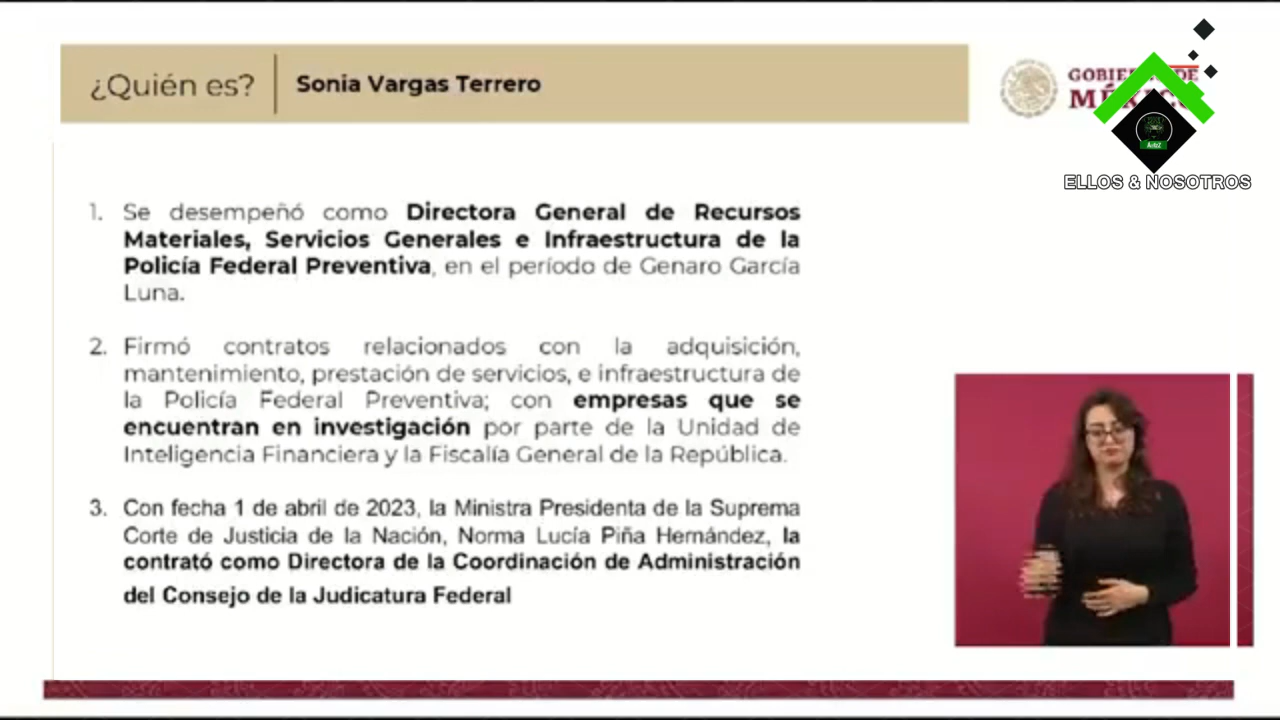 ¿Quién es?
Sonia Vargas Terrero
GOBIERNO DE
MÉXICO
ELLOS & NOSOTROS
1. Se desempeñó como Directora General de Recursos
Materiales, Servicios Generales e Infraestructura de la
Policía Federal Preventiva, en el período de Genaro García
Luna.
2. Firmó contratos relacionados con la adquisición,
mantenimiento, prestación de servicios, e infraestructura de
la Policía Federal Preventiva; con empresas que se
encuentran en investigación por parte de la Unidad de
Inteligencia Financiera y la Fiscalía General de la República.
3. Con fecha 1 de abril de 2023, la Ministra Presidenta de la Suprema
Corte de Justicia de la Nación, Norma Lucía Piña Hernández, la
contrató como Directora de la Coordinación de Administración
del Consejo de la Judicatura Federal